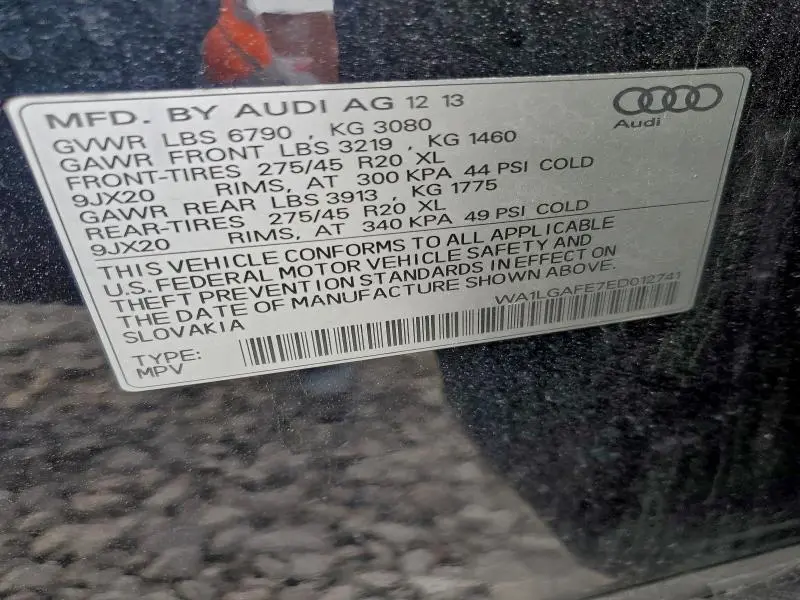 MFD. BY AUDI AG 12 13
Audi
GVWR LBS 6790 , KG 3080
GAWR FRONT LBS 3219 , KG 1460
FRONT-TIRES 275/45 R20 XL
9JX20 RIMS, AT 300 KPA 44 PSI COLD
GAWR REAR LBS 3913 , KG 1775
REAR-TIRES 275/45 R20 XL
9JX20 RIMS, AT 340 KPA 49 PSI COLD
THIS VEHICLE CONFORMS TO ALL APPLICABLE
U.S. FEDERAL MOTOR VEHICLE SAFETY AND
THEFT PREVENTION STANDARDS IN EFFECT ON
THE DATE OF MANUFACTURE SHOWN ABOVE.
SLOVAKIA WA1LGAFE7ED012741
TYPE:
MPV